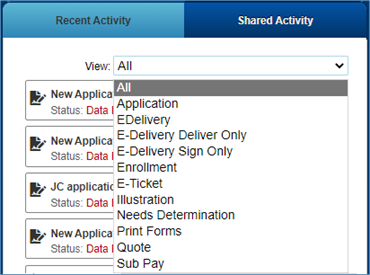 Recent Activity
Shared Activity
View: All
All
Application
EDelivery
E-Delivery Deliver Only
E-Delivery Sign Only
Enrollment
E-Ticket
Illustration
Needs Determination
Print Forms
Quote
Sub Pay
New Applica
Status: Data
New Applica
Status: Data
JC application
Status: Data
New Applica
Status: Data